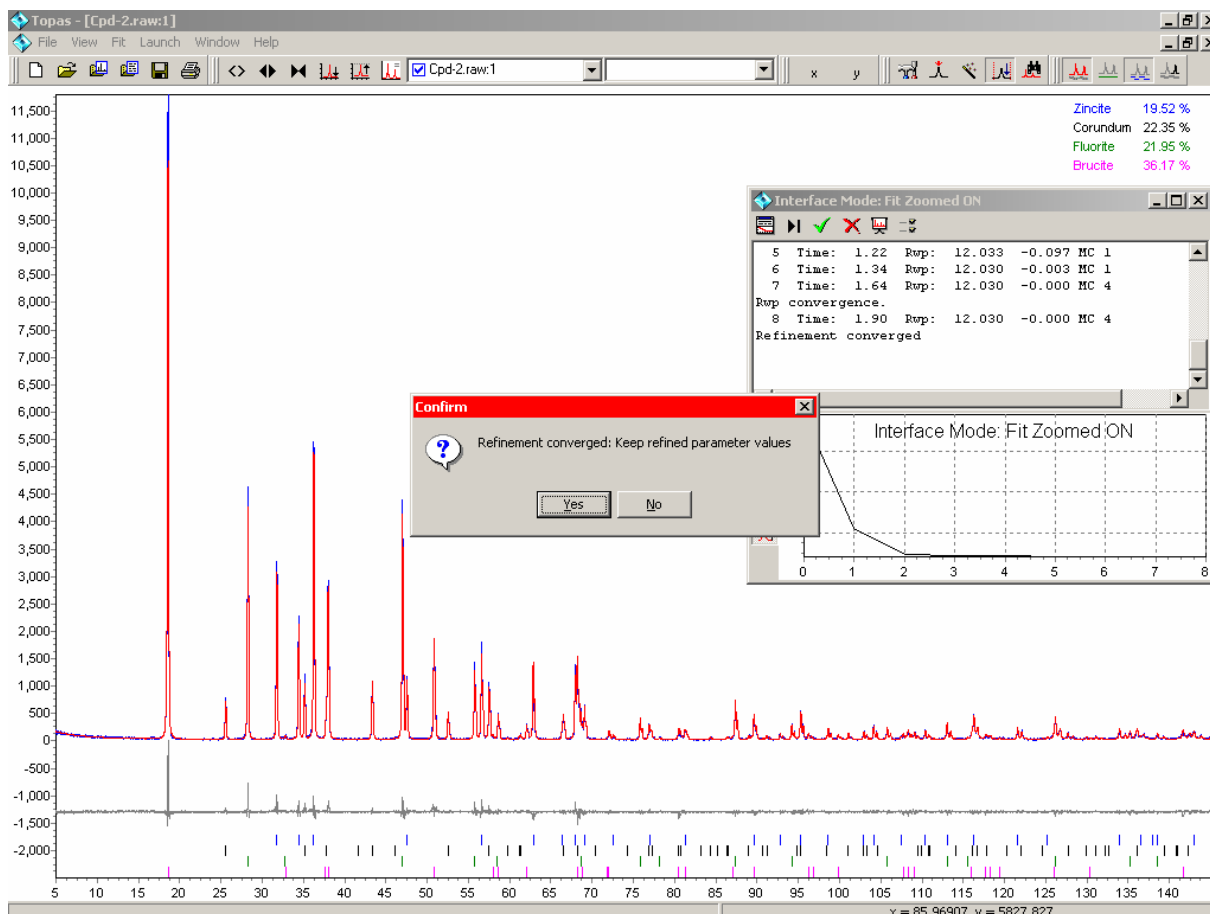 Topas - [Cpd-2.raw:1]
File View Fit Launch Window Help
Cpd-2.raw:1
x y
11,500
11,000
10,500
10,000
9,500
9,000
8,500
8,000
7,500
7,000
6,500
6,000
5,500
5,000
4,500
4,000
3,500
3,000
2,500
2,000
1,500
1,000
500
0
-500
-1,000
-1,500
-2,000
Zincite 19.52 %
Corundum 22.35 %
Fluorite 21.95 %
Brucite 36.17 %
Interface Mode: Fit Zoomed ON
5 Time: 1.22 Rwp: 12.033 -0.097 MC 1
6 Time: 1.34 Rwp: 12.030 -0.003 MC 1
7 Time: 1.64 Rwp: 12.030 -0.000 MC 4
Rwp convergence.
8 Time: 1.90 Rwp: 12.030 -0.000 MC 4
Refinement converged
Confirm
Refinement converged: Keep refined parameter values
Yes No
Interface Mode: Fit Zoomed ON
0 1 2 3 4 5 6 7 8
5 10 15 20 25 30 35 40 45 50 55 60 65 70 75 80 85 90 95 100 105 110 115 120 125 130 135 140
x = 85.96907, y = 5827.827